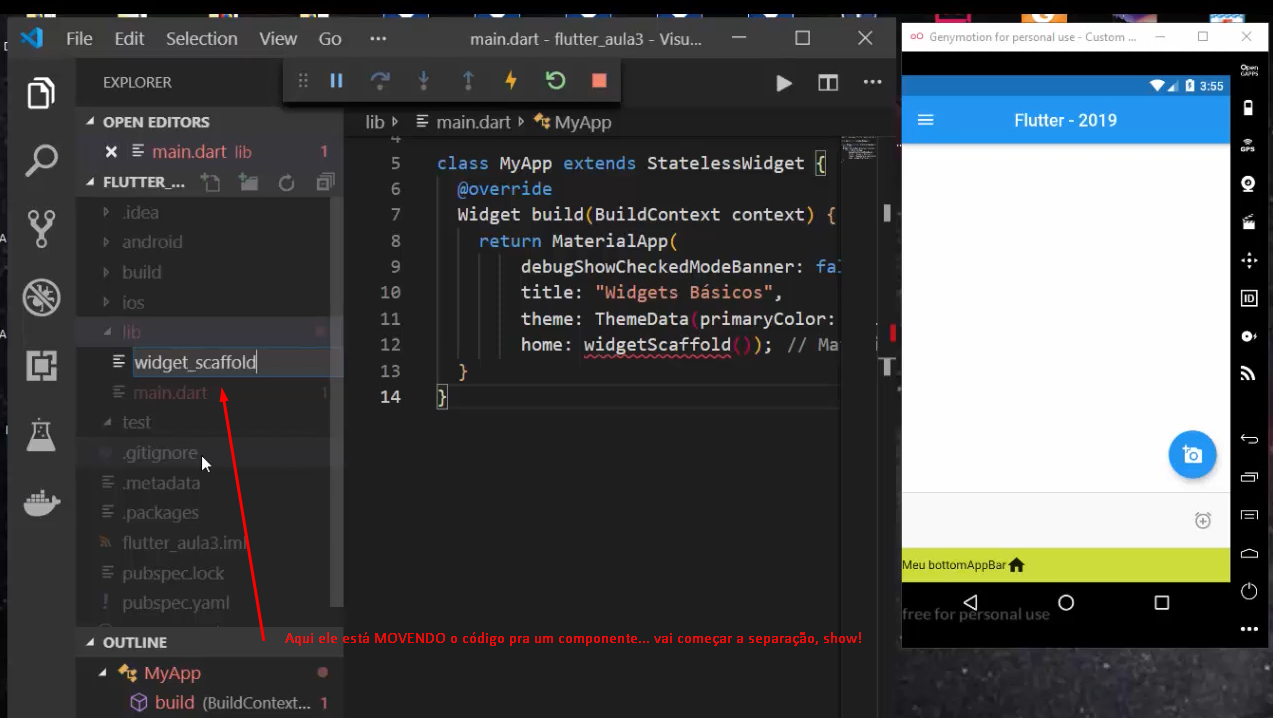 File Edit Selection View Go ••• main.dart - flutter_aula3 - Visu...
EXPLORER
OPEN EDITORS
main.dart lib 1
FLUTTER_...
.idea
android
build
ios
lib
widget_scaffold
main.dart 1
test
.gitignore
.metadata
.packages
flutter_aula3.iml
pubspec.lock
pubspec.yaml
OUTLINE
MyApp
build (BuildContext... 1
lib main.dart MyApp
4
5 class MyApp extends StatelessWidget {
6 @override
7 Widget build(BuildContext context) {
8 return MaterialApp(
9 debugShowCheckedModeBanner: fal
10 title: "Widgets Básicos",
11 theme: ThemeData(primaryColor:
12 home: widgetScaffold()); // Ma
13 }
14 }
Aqui ele está MOVENDO o código pra um componente... vai começar a separação, show!
Genymotion for personal use - Custom ...
3:55
Flutter - 2019
Meu bottomAppBar
free for personal use
Open
GAPPS
GPS
ID